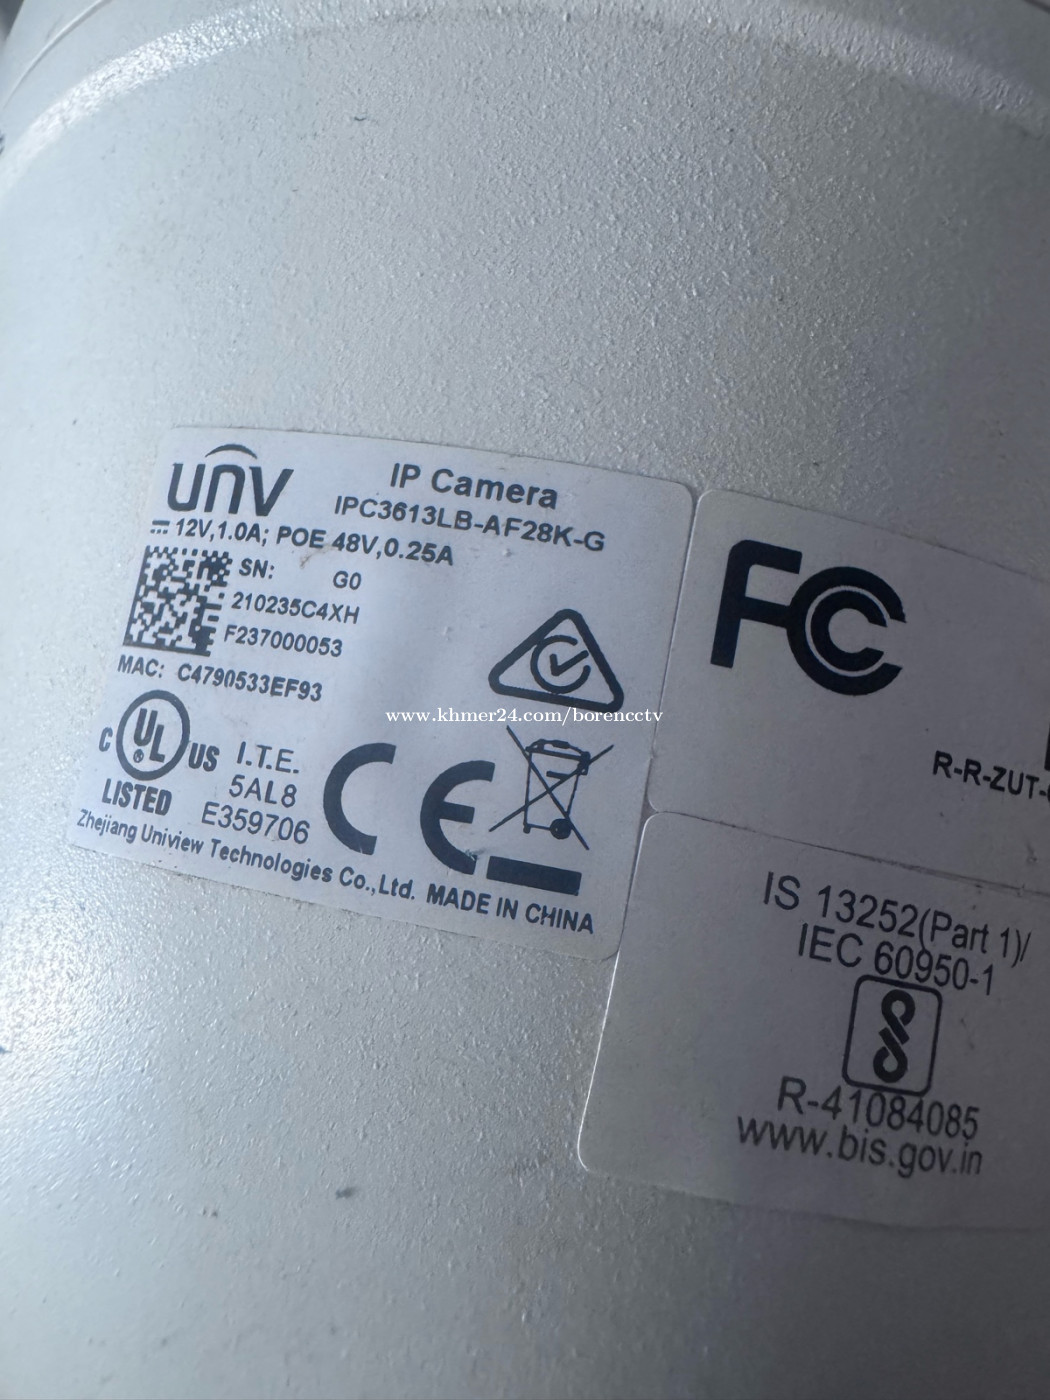 UNV
IP Camera
IPC3613LB-AF28K-G
12V,1.0A; POE 48V,0.25A
SN: G0
210235C4XH
F237000053
MAC: C4790533EF93
C UL US
LISTED
I.T.E.
5AL8
E359706
CE
Zhejiang Uniview Technologies Co.,Ltd. MADE IN CHINA
FC
R-R-ZUT-
www.khmer24.com/borencctv
IS 13252(Part 1)/
IEC 60950-1
R-41084085
www.bis.gov.in